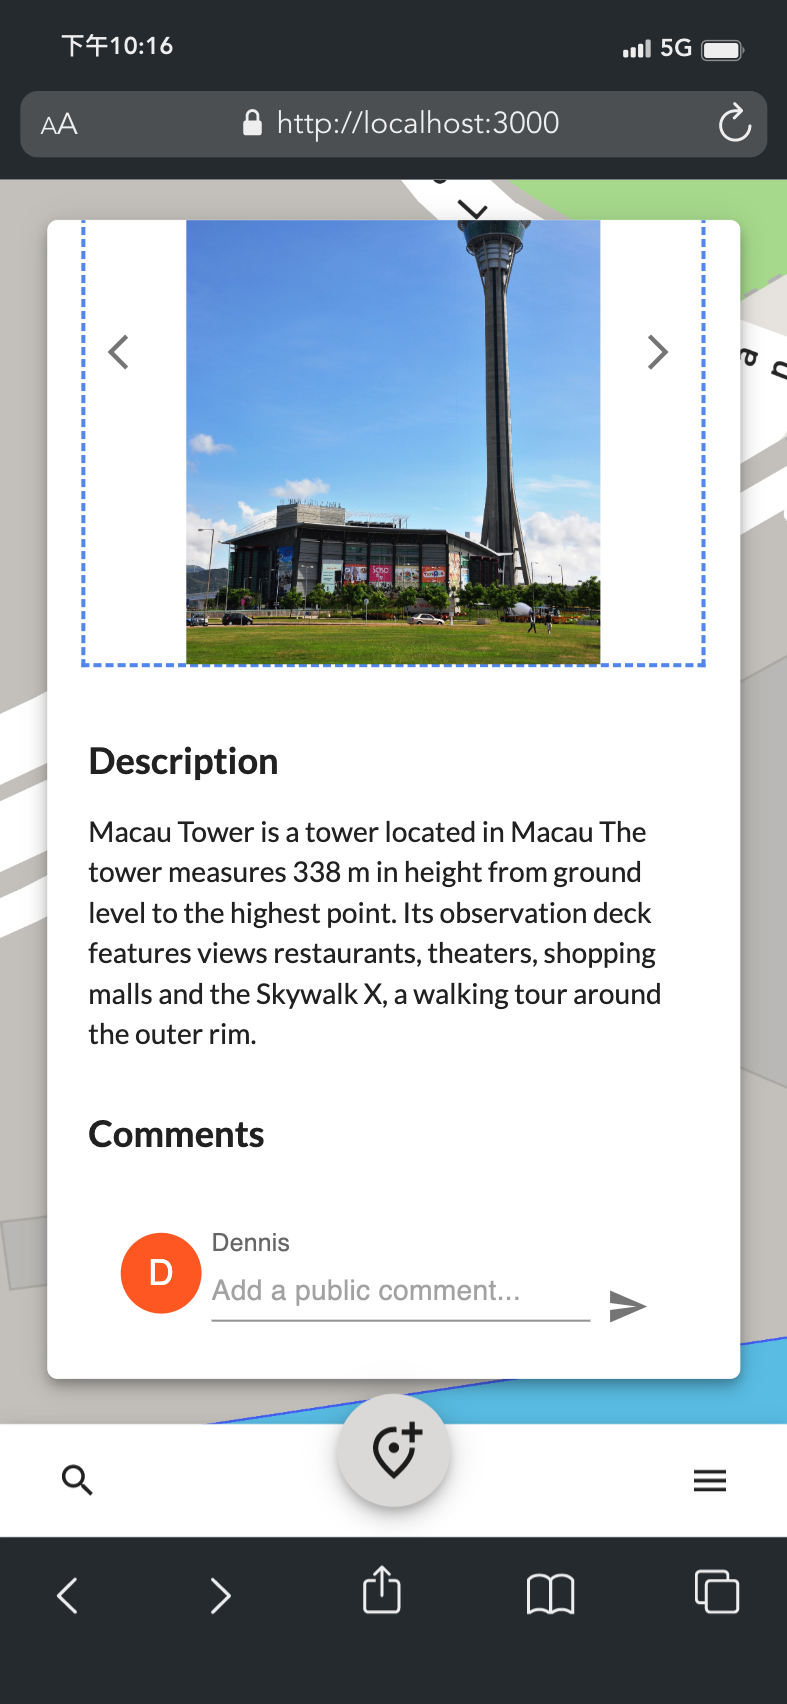 下午10:16
5G
AA
http://localhost:3000
a
n
Description
Macau Tower is a tower located in Macau The
tower measures 338 m in height from ground
level to the highest point. Its observation deck
features views restaurants, theaters, shopping
malls and the Skywalk X, a walking tour around
the outer rim.
Comments
Dennis
D
Add a public comment...